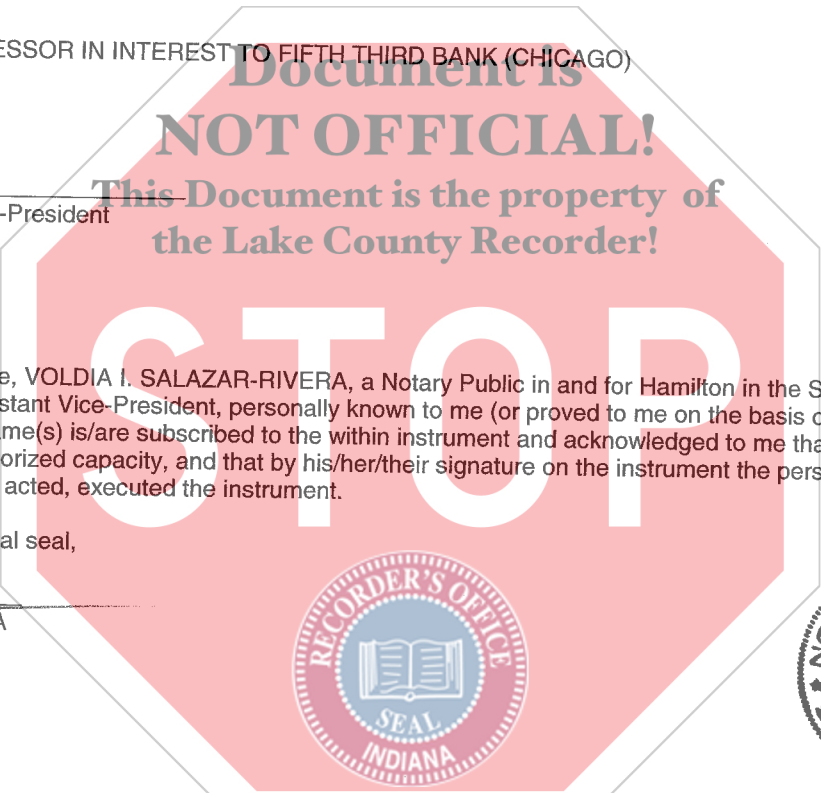 ESSOR IN INTEREST TO FIFTH THIRD BANK (CHICAGO)
Document is
NOT OFFICIAL!
This Document is the property of
-President
the Lake County Recorder!
STOP
e, VOLDIA I. SALAZAR-RIVERA, a Notary Public in and for Hamilton in the S
stant Vice-President, personally known to me (or proved to me on the basis o
me(s) is/are subscribed to the within instrument and acknowledged to me tha
orized capacity, and that by his/her/their signature on the instrument the pers
acted, executed the instrument.
al seal,
A
RECORDER'S OFFICE
SEAL
INDIANA